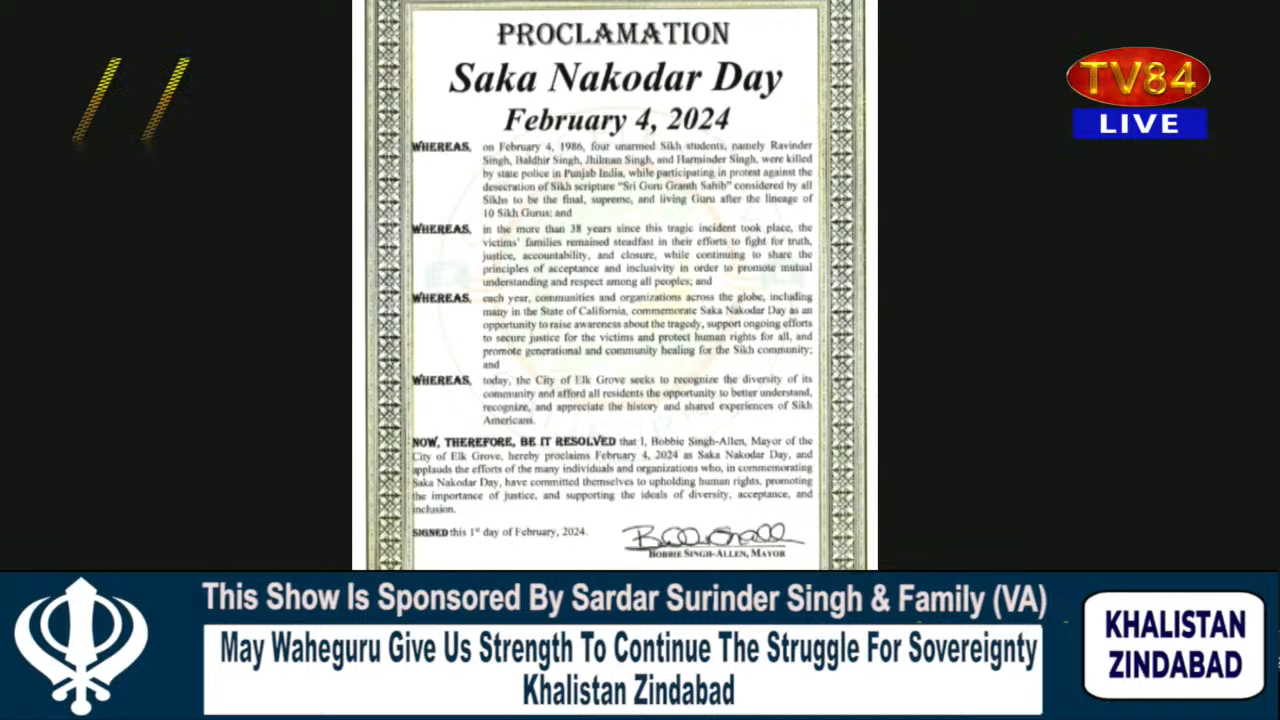 PROCLAMATION
Saka Nakodar Day
February 4, 2024
WHEREAS, on February 4, 1986, four unarmed Sikh students, namely Ravinder
Singh, Baldhir Singh, Jhilman Singh, and Harminder Singh, were killed
by state police in Punjab India, while participating in protest against the
desecration of Sikh scripture "Sri Guru Granth Sahib" considered by all
Sikhs to be the final, supreme, and living Guru after the lineage of
10 Sikh Gurus; and
WHEREAS, in the more than 38 years since this tragic incident took place, the
victims' families remained steadfast in their efforts to fight for truth,
justice, accountability, and closure, while continuing to share the
principles of acceptance and inclusivity in order to promote mutual
understanding and respect among all peoples; and
WHEREAS, each year, communities and organizations across the globe, including
many in the State of California, commemorate Saka Nakodar Day as an
opportunity to raise awareness about the tragedy, support ongoing efforts
to secure justice for the victims and protect human rights for all, and
promote generational and community healing for the Sikh community;
and
WHEREAS, today, the City of Elk Grove seeks to recognize the diversity of its
community and afford all residents the opportunity to better understand,
recognize, and appreciate the history and shared experiences of Sikh
Americans.
NOW, THEREFORE, BE IT RESOLVED that I, Bobbie Singh-Allen, Mayor of the
City of Elk Grove, hereby proclaims February 4, 2024 as Saka Nakodar Day, and
applauds the efforts of the many individuals and organizations who, in commemorating
Saka Nakodar Day, have committed themselves to upholding human rights, promoting
the importance of justice, and supporting the ideals of diversity, acceptance, and
inclusion.
SIGNED this 1st day of February, 2024.
BOBBIE SINGH-ALLEN, MAYOR
TV84
LIVE
This Show Is Sponsored By Sardar Surinder Singh & Family (VA)
May Waheguru Give Us Strength To Continue The Struggle For Sovereignty
Khalistan Zindabad
KHALISTAN
ZINDABAD